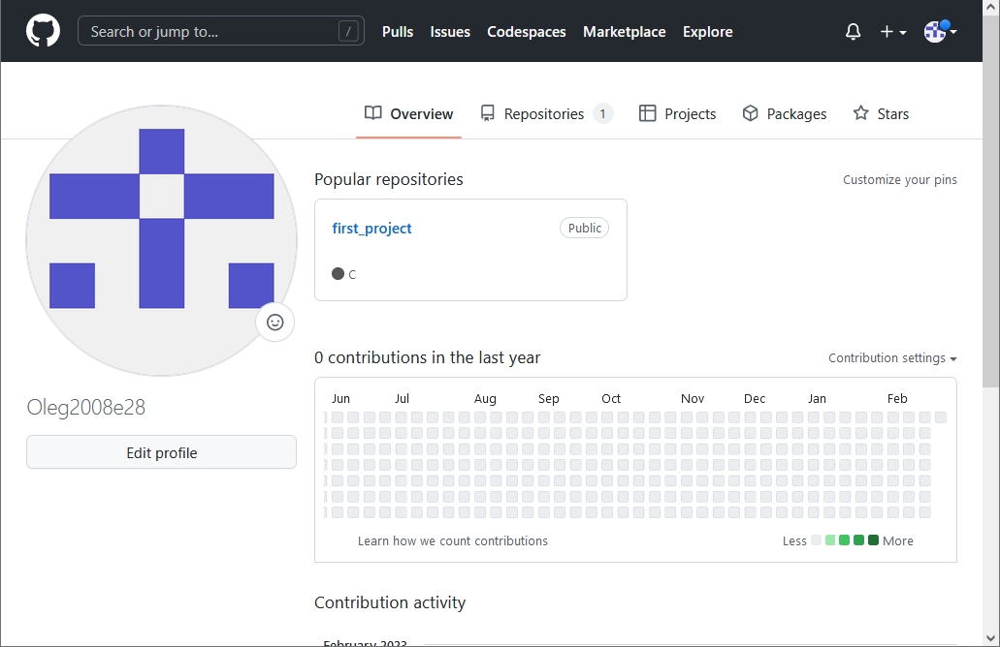 Search or jump to... / Pulls Issues Codespaces Marketplace Explore
Overview Repositories 1 Projects Packages Stars
Popular repositories Customize your pins
first_project Public
C
0 contributions in the last year Contribution settings
Jun Jul Aug Sep Oct Nov Dec Jan Feb
Oleg2008e28
Edit profile
Learn how we count contributions Less More
Contribution activity
February 2023